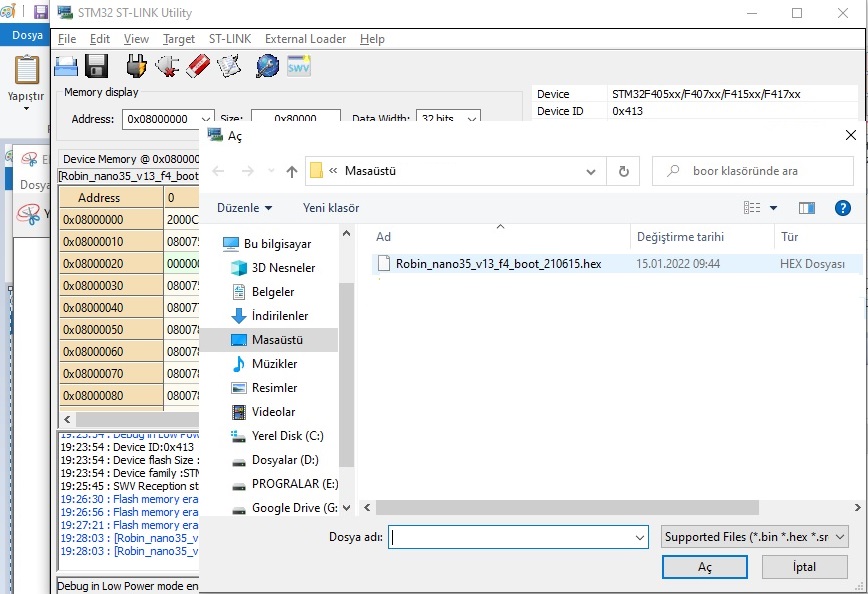 STM32 ST-LINK Utility
Dosya
File Edit View Target ST-LINK External Loader Help
Yapıştır
Memory display
Address: 0x08000000 Size: 0x80000 Data Width: 32 bits
Device STM32F405xx/F407xx/F415xx/F417xx
Device ID 0x413
Aç
Device Memory @ 0x080000
[Robin_nano35_v13_f4_boot
Masaüstü
boor klasöründe ara
Düzenle Yeni klasör
Address 0
0x08000000 2000C
0x08000010 08007
0x08000020 00000
0x08000030 08007
0x08000040 08007
0x08000050 08007
0x08000060 08007
0x08000070 08007
0x08000080 08007
Bu bilgisayar
3D Nesneler
Belgeler
İndirilenler
Masaüstü
Müzikler
Resimler
Videolar
Yerel Disk (C:)
Dosyalar (D:)
PROGRALAR (E:)
Google Drive (G:
Ad Değiştirme tarihi Tür
Robin_nano35_v13_f4_boot_210615.hex 15.01.2022 09:44 HEX Dosyası
19:23:54 : Debug in Low Pow
19:23:54 : Device ID:0x413
19:23:54 : Device flash Size :
19:23:54 : Device family :STM
19:25:45 : SWV Reception st
19:26:30 : Flash memory era
19:26:56 : Flash memory era
19:27:21 : Flash memory era
19:28:03 : [Robin_nano35_v
19:28:03 : [Robin_nano35_v
Dosya adı: Supported Files (*.bin *.hex *.sr
Aç İptal
Debug in Low Power mode en